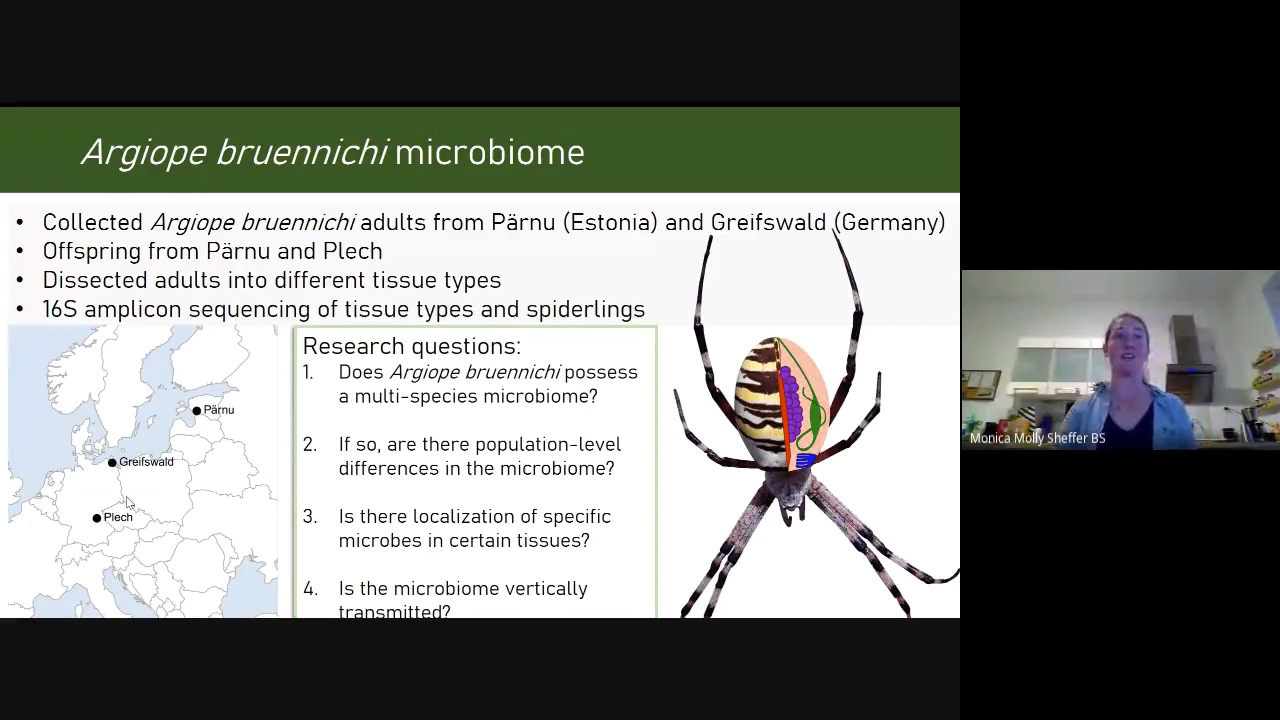 Argiope bruennichi microbiome
• Collected Argiope bruennichi adults from Pärnu (Estonia) and Greifswald (Germany)
• Offspring from Pärnu and Plech
• Dissected adults into different tissue types
• 16S amplicon sequencing of tissue types and spiderlings
Pärnu
Greifswald
Plech
Research questions:
1. Does Argiope bruennichi possess
a multi-species microbiome?
2. If so, are there population-level
differences in the microbiome?
3. Is there localization of specific
microbes in certain tissues?
4. Is the microbiome vertically
transmitted?
Monica Molly Sheffer BS